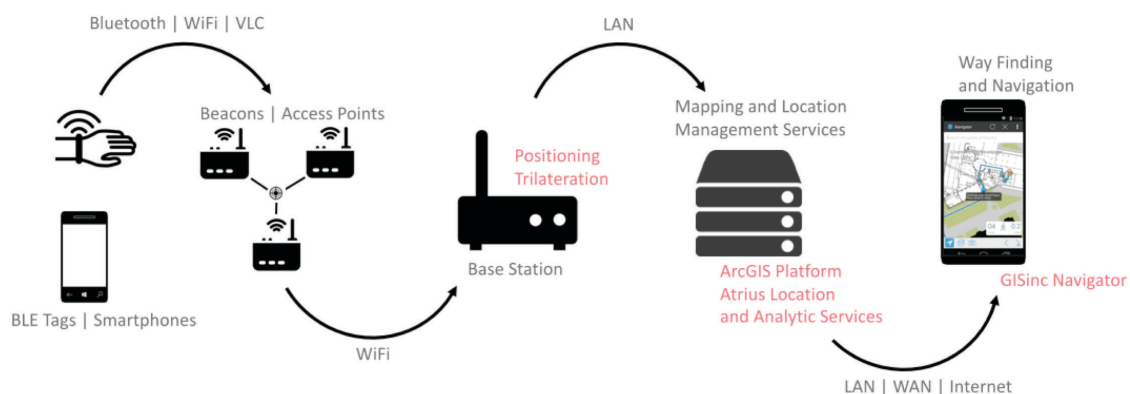 Bluetooth | WiFi | VLC
BLE Tags | Smartphones
Beacons | Access Points
WiFi
Positioning
Trilateration
Base Station
LAN
Mapping and Location
Management Services
ArcGIS Platform
Atrius Location
and Analytic Services
LAN | WAN | Internet
Way Finding
and Navigation
Navigator
GISinc Navigator